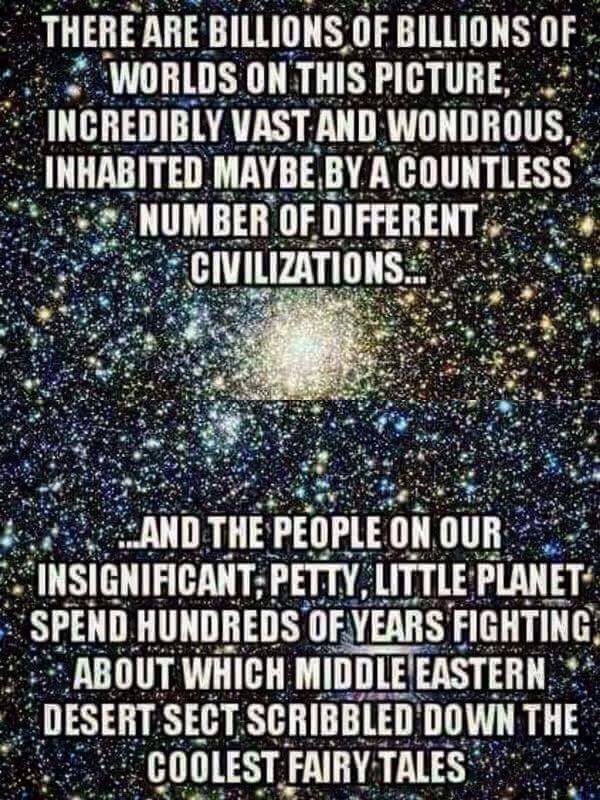 THERE ARE BILLIONS OF BILLIONS OF
WORLDS ON THIS PICTURE,
INCREDIBLY VAST AND WONDROUS,
INHABITED MAYBE BY A COUNTLESS
NUMBER OF DIFFERENT
CIVILIZATIONS...
...AND THE PEOPLE ON OUR
INSIGNIFICANT, PETTY, LITTLE PLANET
SPEND HUNDREDS OF YEARS FIGHTING
ABOUT WHICH MIDDLE EASTERN
DESERT SECT SCRIBBLED DOWN THE
COOLEST FAIRY TALES